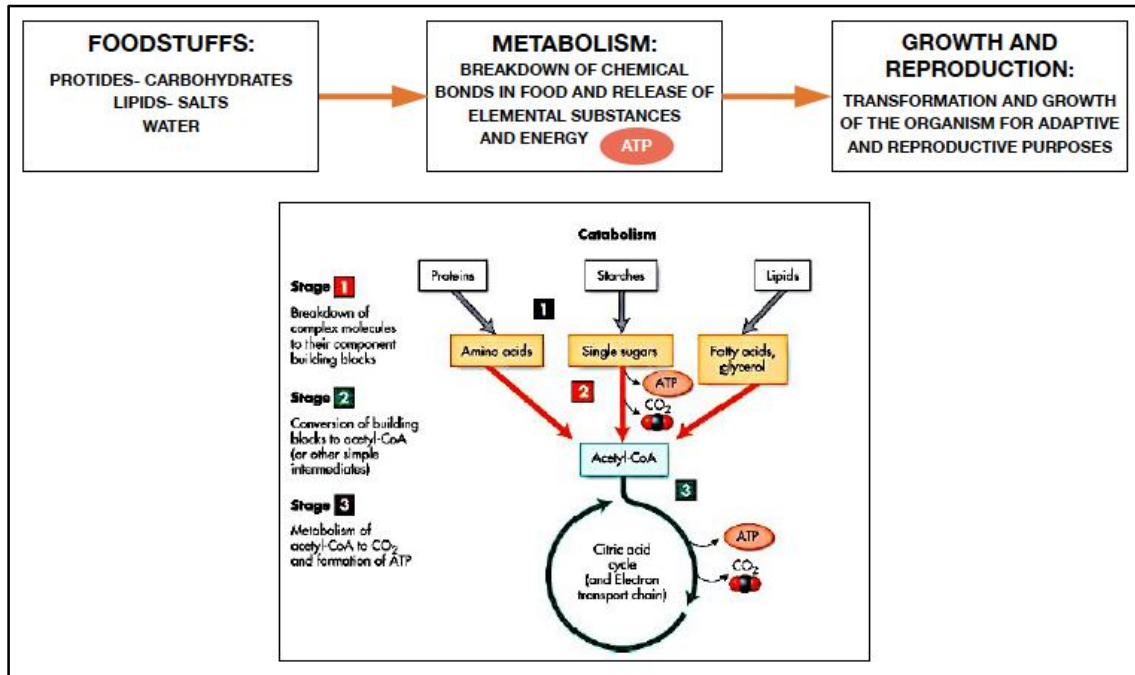 FOODSTUFFS:
PROTIDES- CARBOHYDRATES
LIPIDS- SALTS
WATER
METABOLISM:
BREAKDOWN OF CHEMICAL
BONDS IN FOOD AND RELEASE OF
ELEMENTAL SUBSTANCES
AND ENERGY
ATP
GROWTH AND
REPRODUCTION:
TRANSFORMATION AND GROWTH
OF THE ORGANISM FOR ADAPTIVE
AND REPRODUCTIVE PURPOSES
Catabolism
Stage 1
Breakdown of
complex molecules
to their component
building blocks
Stage 2
Conversion of building
blocks to acetyl-CoA
(or other simple
intermediates)
Stage 3
Metabolism of
acetyl-CoA to CO2
and formation of ATP
Proteins
Starches
Lipids
1
Amino acids
Single sugars
Fatty acids,
glycerol
2
ATP
CO2
Acetyl-CoA
3
Citric acid
cycle
(and Electron
transport chain)
ATP
CO2